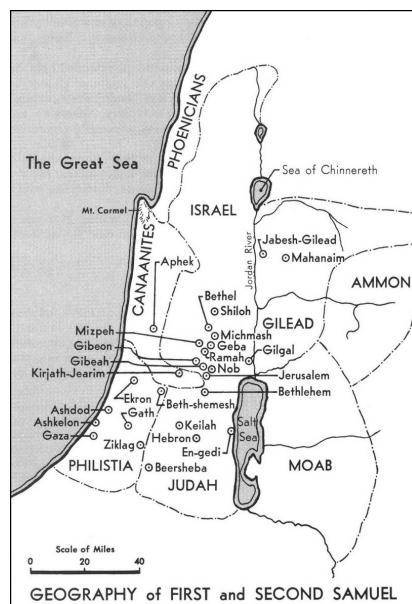 PHOENICIANS
The Great Sea
Sea of Chinnereth
Mt. Carmel
ISRAEL
CANAANITES
Jordan River
Jabesh-Gilead
Mahanaim
Aphek
AMMON
Bethel
Shiloh
GILEAD
Mizpeh
Michmash
Gibeon
Geba
Ramah
Gibeah
Nob
Gilgal
Kirjath-Jearim
Jerusalem
Ekron
Beth-shemesh
Bethlehem
Ashdod
Gath
Ashkelon
Keilah
Salt
Sea
Gaza
Ziklag
Hebron
En-gedi
PHILISTIA
Beersheba
MOAB
JUDAH
Scale of Miles
0 20 40
GEOGRAPHY of FIRST and SECOND SAMUEL